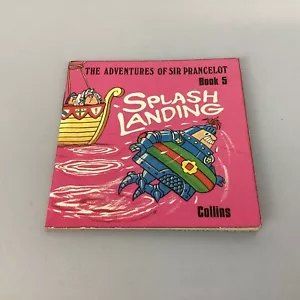 THE ADVENTURES OF SIR PRANCELOT
Book 5
SPLASH
LANDING
Collins